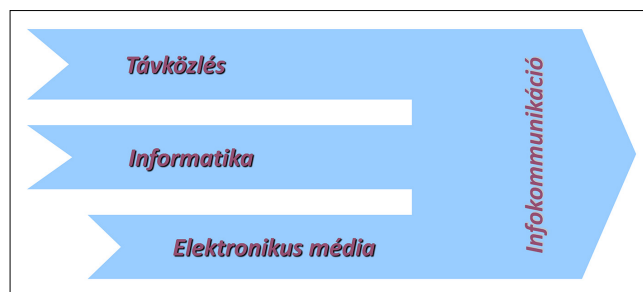 Távközlés
Informatika
Elektronikus média
Infokommunikáció